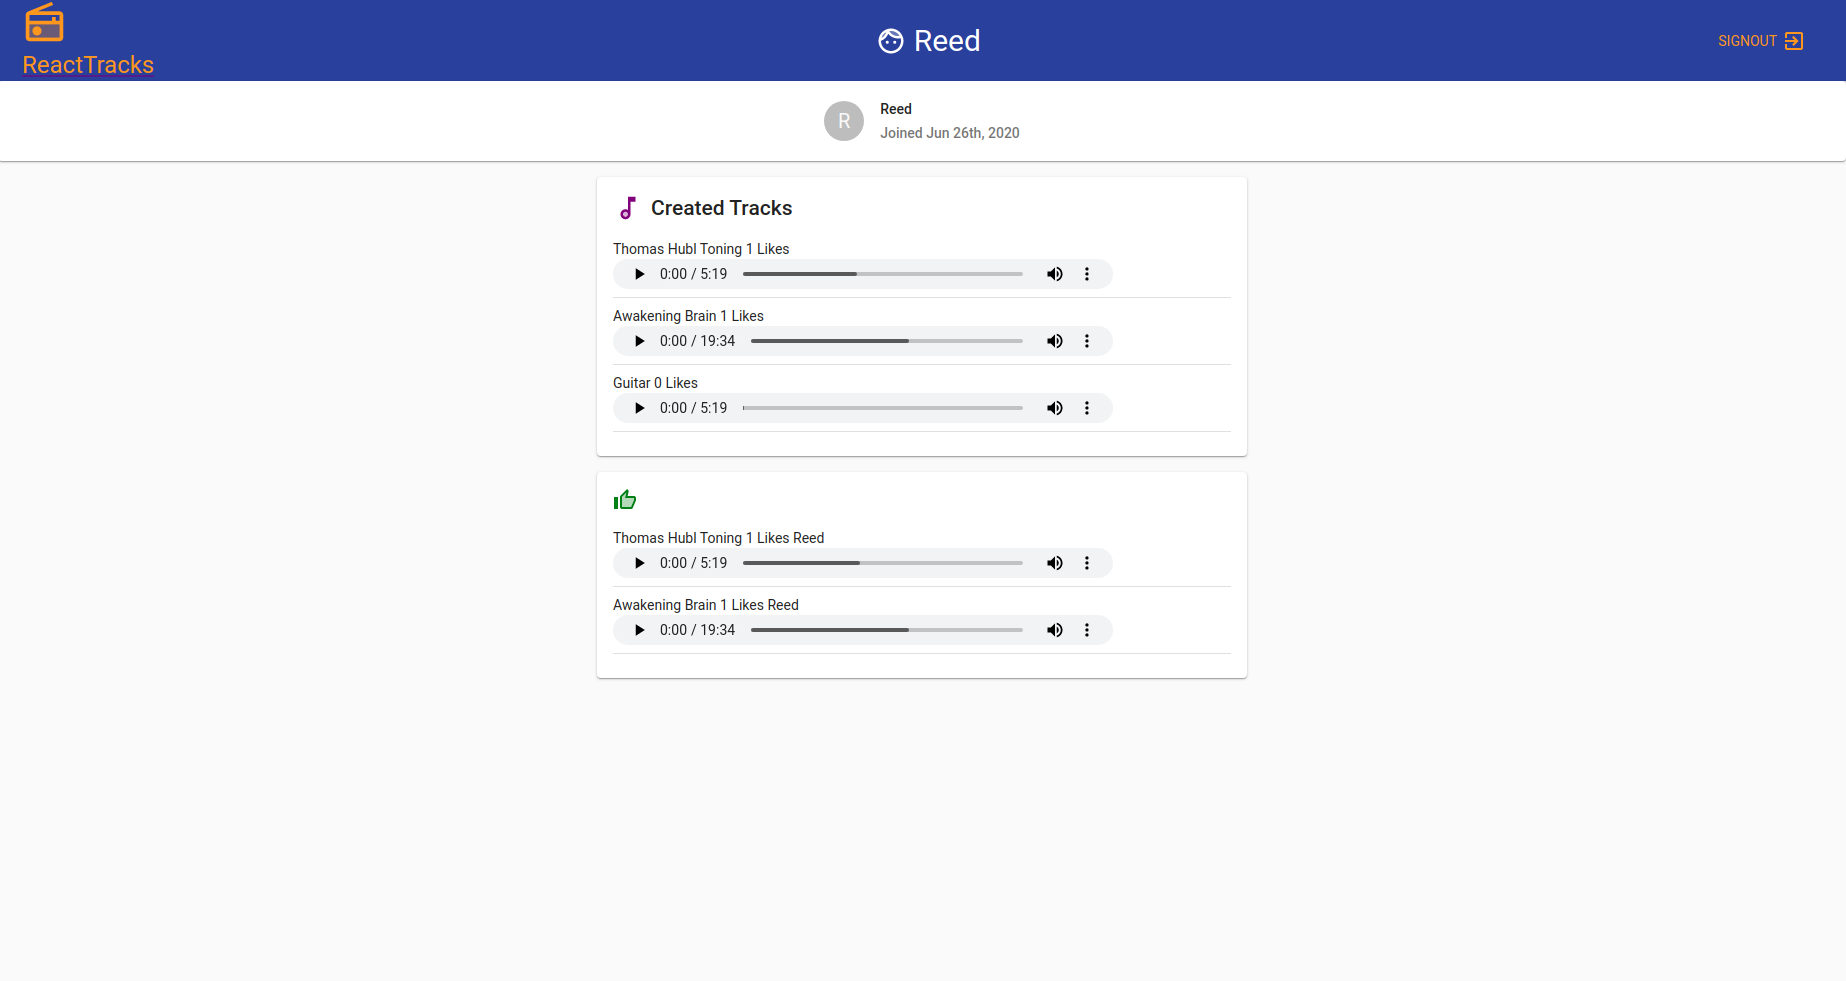 ReactTracks
Reed
SIGNOUT
R
Reed
Joined Jun 26th, 2020
Created Tracks
Thomas Hubl Toning 1 Likes
0:00 / 5:19
Awakening Brain 1 Likes
0:00 / 19:34
Guitar 0 Likes
0:00 / 5:19
Thomas Hubl Toning 1 Likes Reed
0:00 / 5:19
Awakening Brain 1 Likes Reed
0:00 / 19:34